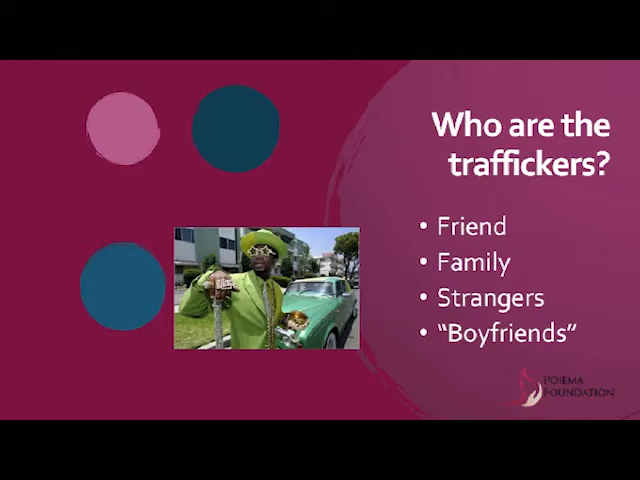 Who are the
traffickers?
• Friend
• Family
• Strangers
• “Boyfriends”
POIEMA
FOUNDATION